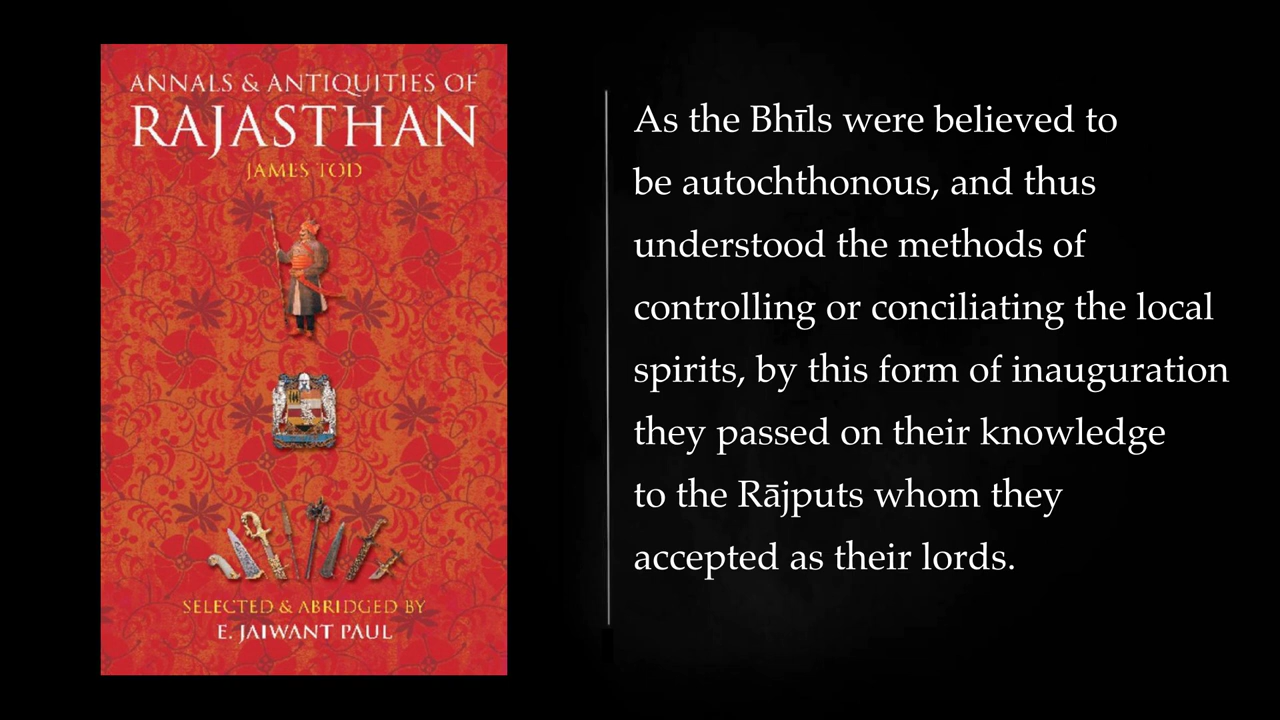 ANNALS & ANTIQUITIES OF
RAJASTHAN
JAMES TOD
SELECTED & ABRIDGED BY
E. JAIWANT PAUL
As the Bhīls were believed to
be autochthonous, and thus
understood the methods of
controlling or conciliating the local
spirits, by this form of inauguration
they passed on their knowledge
to the Rājputs whom they
accepted as their lords.